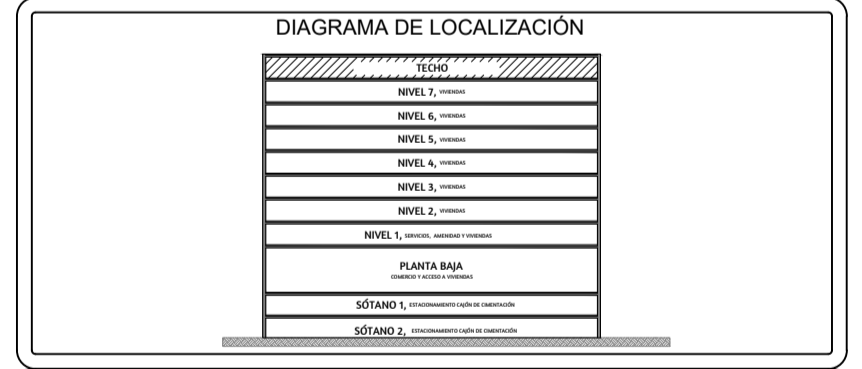 DIAGRAMA DE LOCALIZACIÓN
TECHO
NIVEL 7, VIVIENDAS
NIVEL 6, VIVIENDAS
NIVEL 5, VIVIENDAS
NIVEL 4, VIVIENDAS
NIVEL 3, VIVIENDAS
NIVEL 2, VIVIENDAS
NIVEL 1, SERVICIOS, AMENIDAD Y VIVIENDAS
PLANTA BAJA
COMERCIO Y ACCESO A VIVIENDAS
SÓTANO 1, ESTACIONAMIENTO CAJÓN DE CIMENTACIÓN
SÓTANO 2, ESTACIONAMIENTO CAJÓN DE CIMENTACIÓN